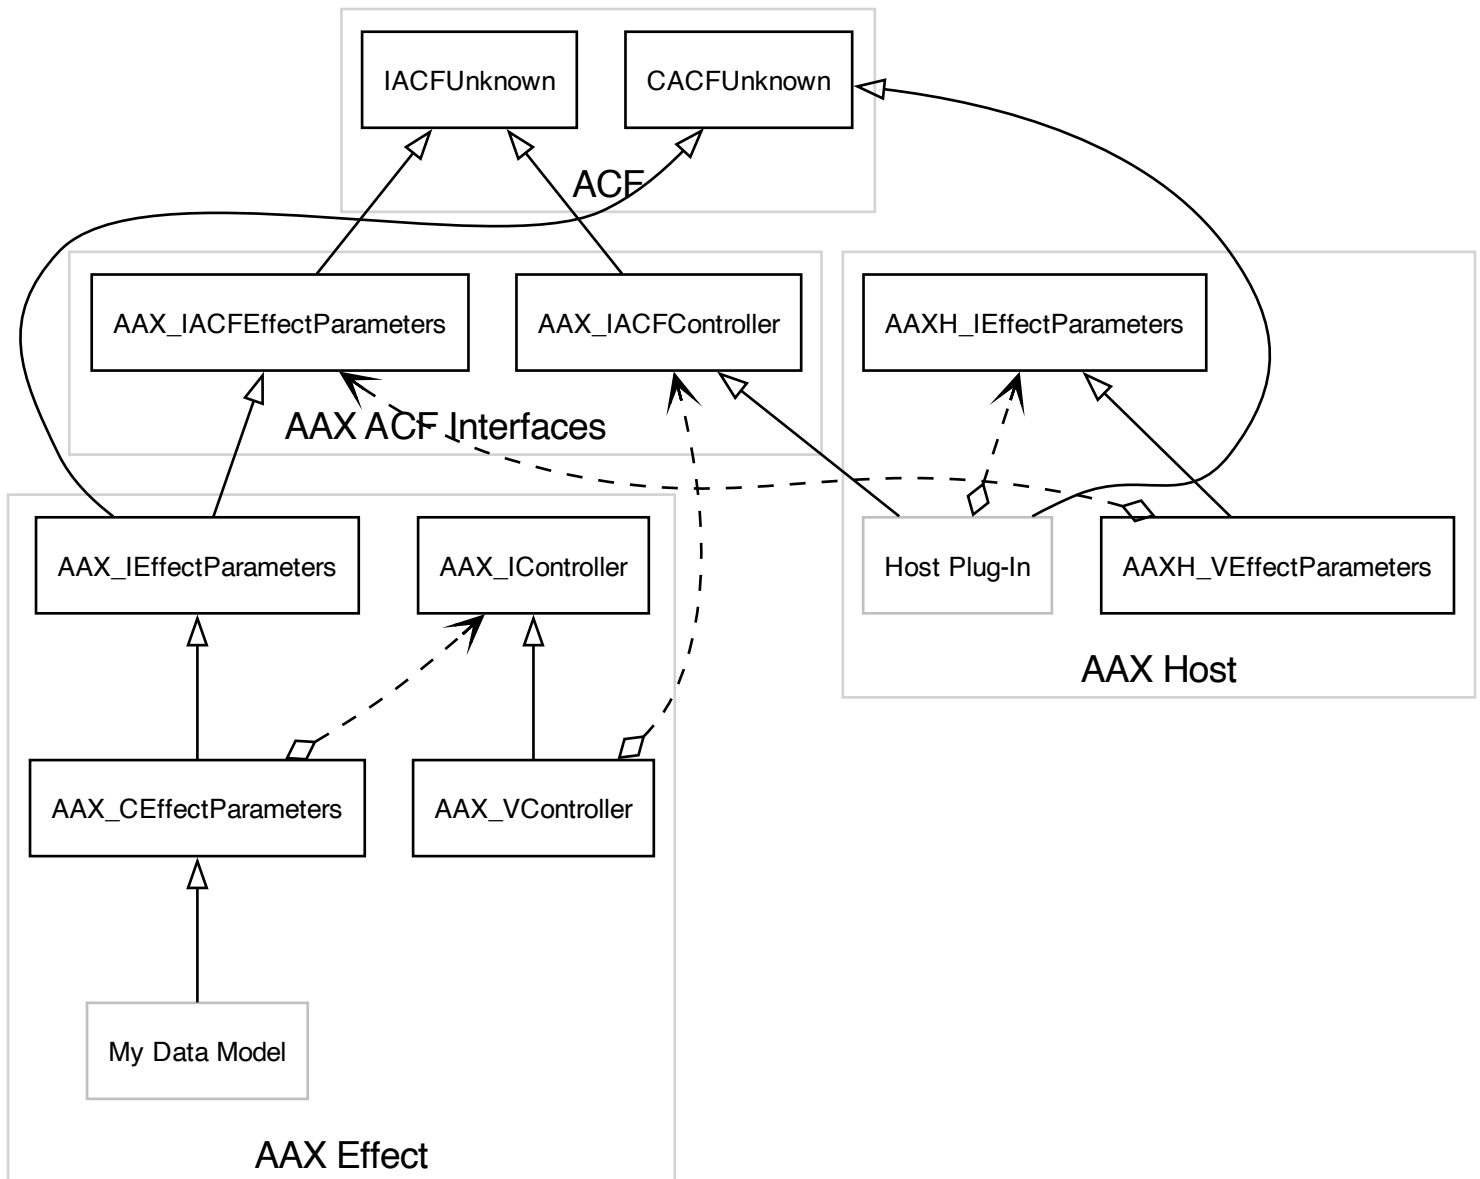 IACFUnknown
CACFUnknown
ACF
AAX_IACFEffectParameters
AAX_IACFController
AAXH_IEffectParameters
AAX ACF Interfaces
AAX_IEffectParameters
AAX_IController
Host Plug-In
AAXH_VEffectParameters
AAX Host
AAX_CEffectParameters
AAX_VController
My Data Model
AAX Effect